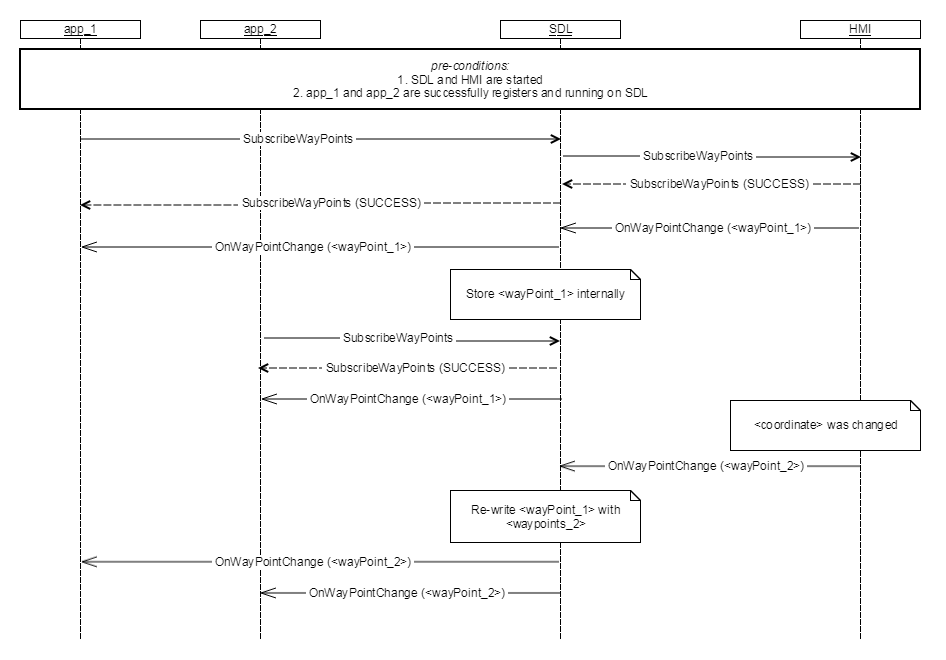 app_1
app_2
SDL
HMI
pre-conditions:
1. SDL and HMI are started
2. app_1 and app_2 are successfully registers and running on SDL
SubscribeWayPoints
SubscribeWayPoints
SubscribeWayPoints (SUCCESS)
SubscribeWayPoints (SUCCESS)
OnWayPointChange (<wayPoint_1>)
OnWayPointChange (<wayPoint_1>)
Store <wayPoint_1> internally
SubscribeWayPoints
SubscribeWayPoints (SUCCESS)
OnWayPointChange (<wayPoint_1>)
<coordinate> was changed
OnWayPointChange (<wayPoint_2>)
Re-write <wayPoint_1> with
<waypoints_2>
OnWayPointChange (<wayPoint_2>)
OnWayPointChange (<wayPoint_2>)